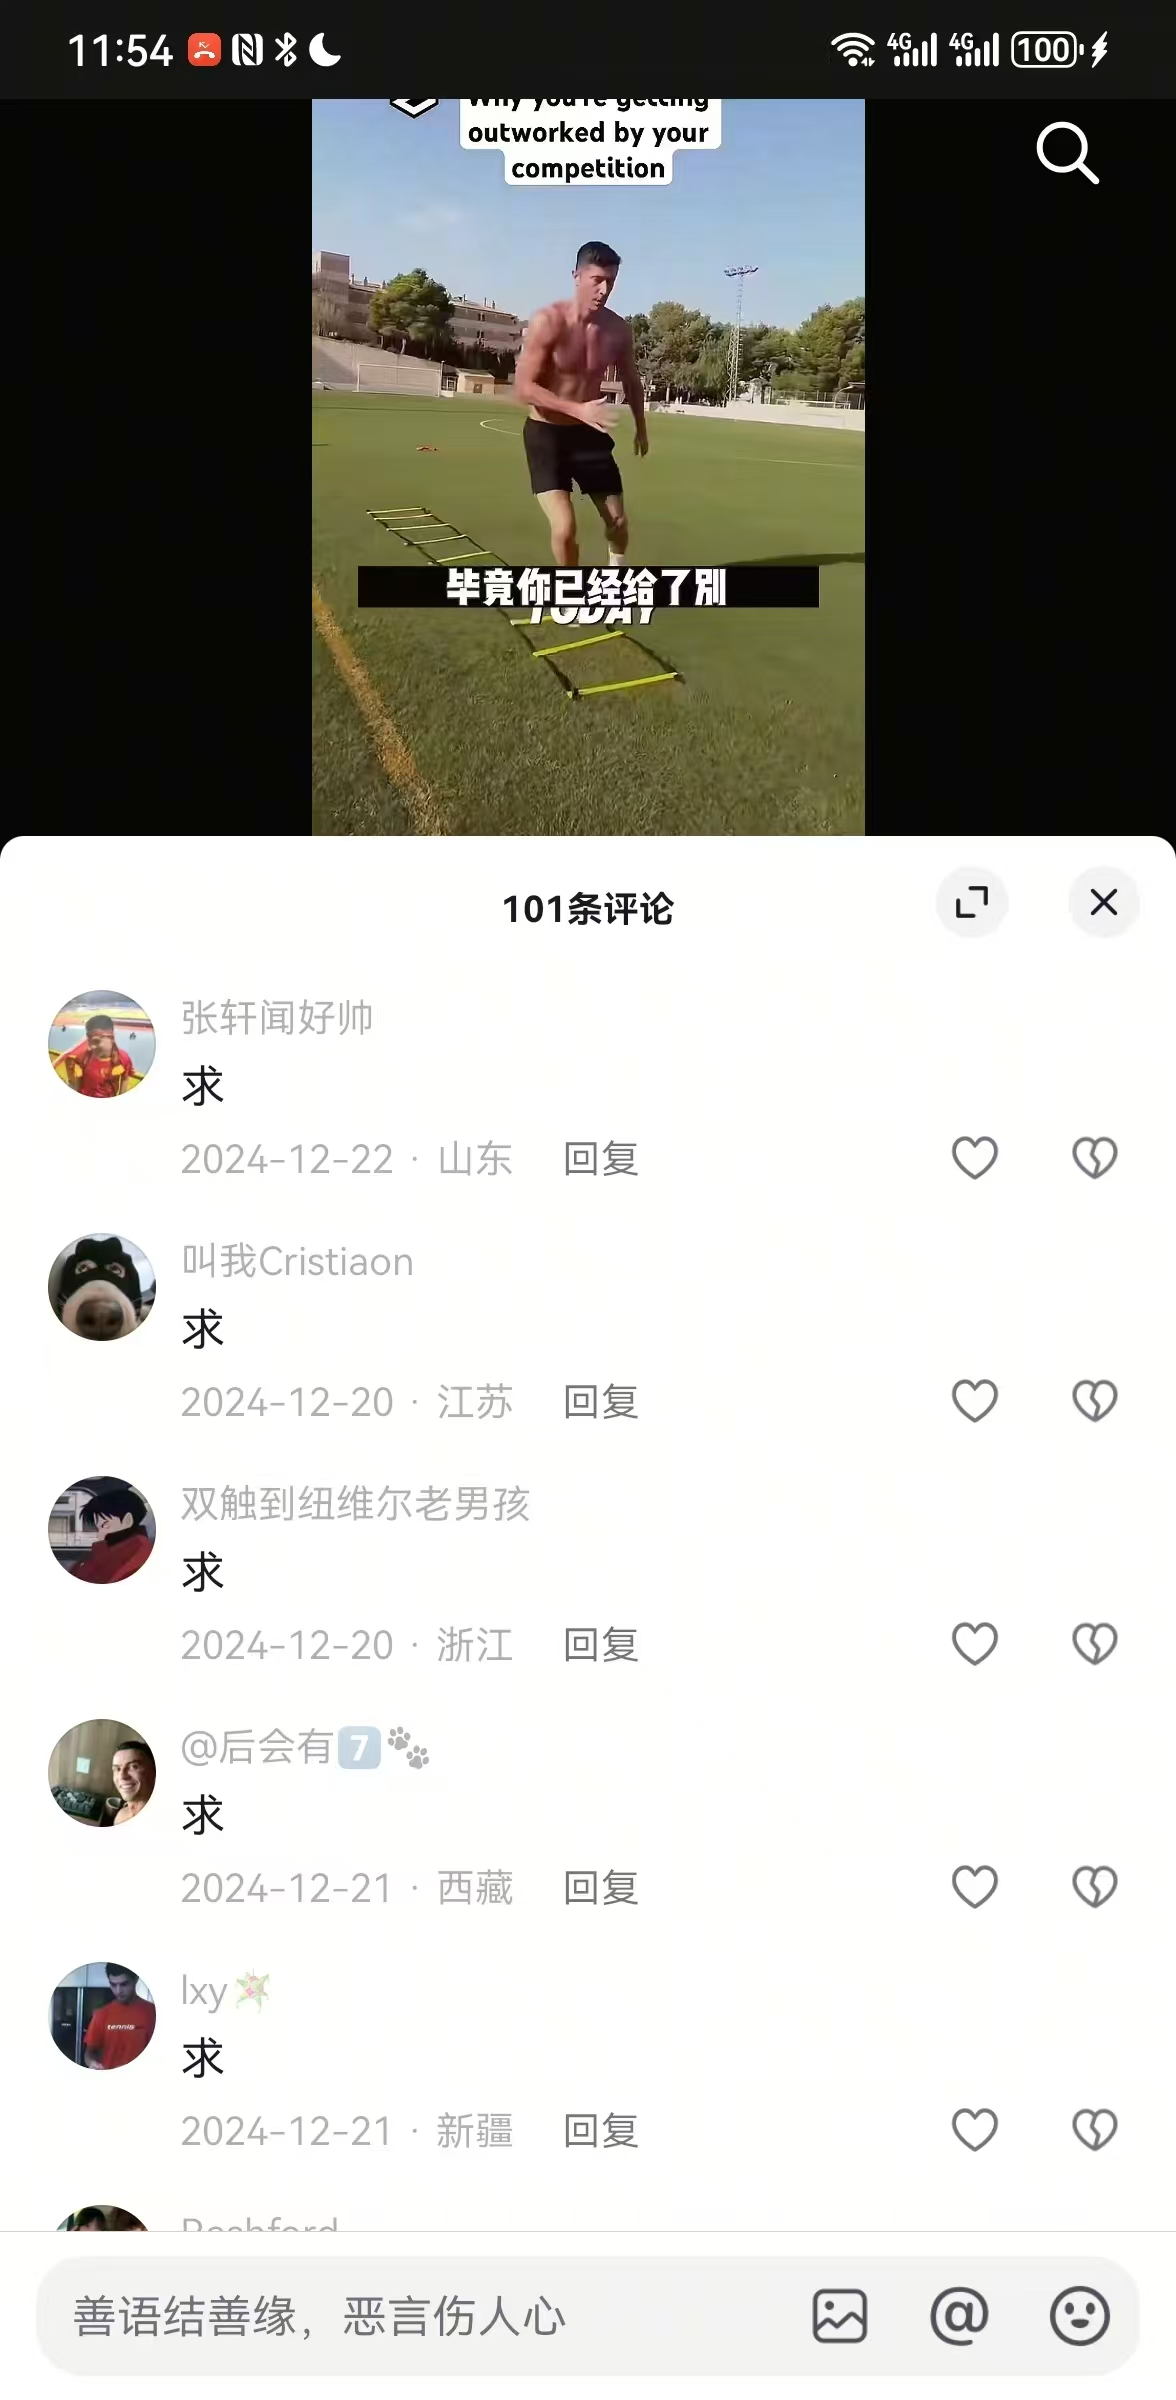 11:54
4G 4G 100
Why you're getting
outworked by your
competition
毕竟你已经给了别
TODAY
101条评论
张轩闻好帅
求
2024-12-22 · 山东 回复
叫我Cristiaon
求
2024-12-20 · 江苏 回复
双触到纽维尔老男孩
求
2024-12-20 · 浙江 回复
@后会有7️⃣🐾
求
2024-12-21 · 西藏 回复
lxy
求
2024-12-21 · 新疆 回复
Rashford
善语结善缘，恶言伤人心